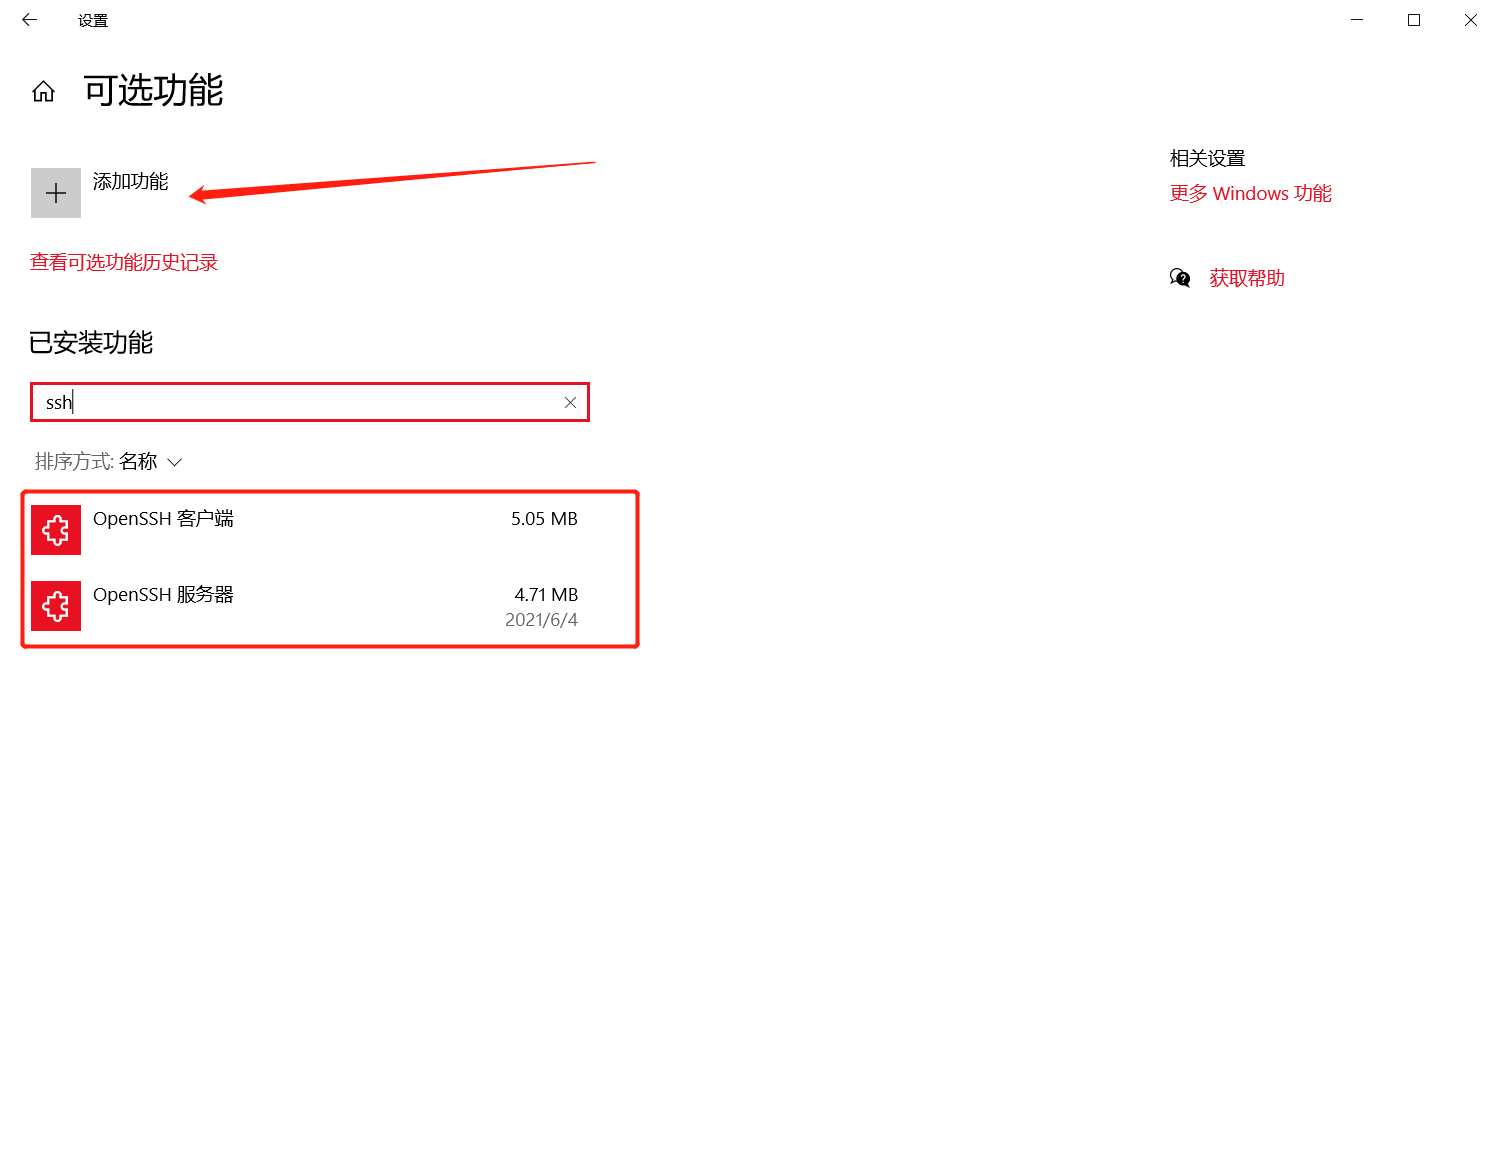 设置
可选功能
添加功能
查看可选功能历史记录
已安装功能
ssh
排序方式: 名称
OpenSSH 客户端
5.05 MB
OpenSSH 服务器
4.71 MB
2021/6/4
相关设置
更多 Windows 功能
获取帮助